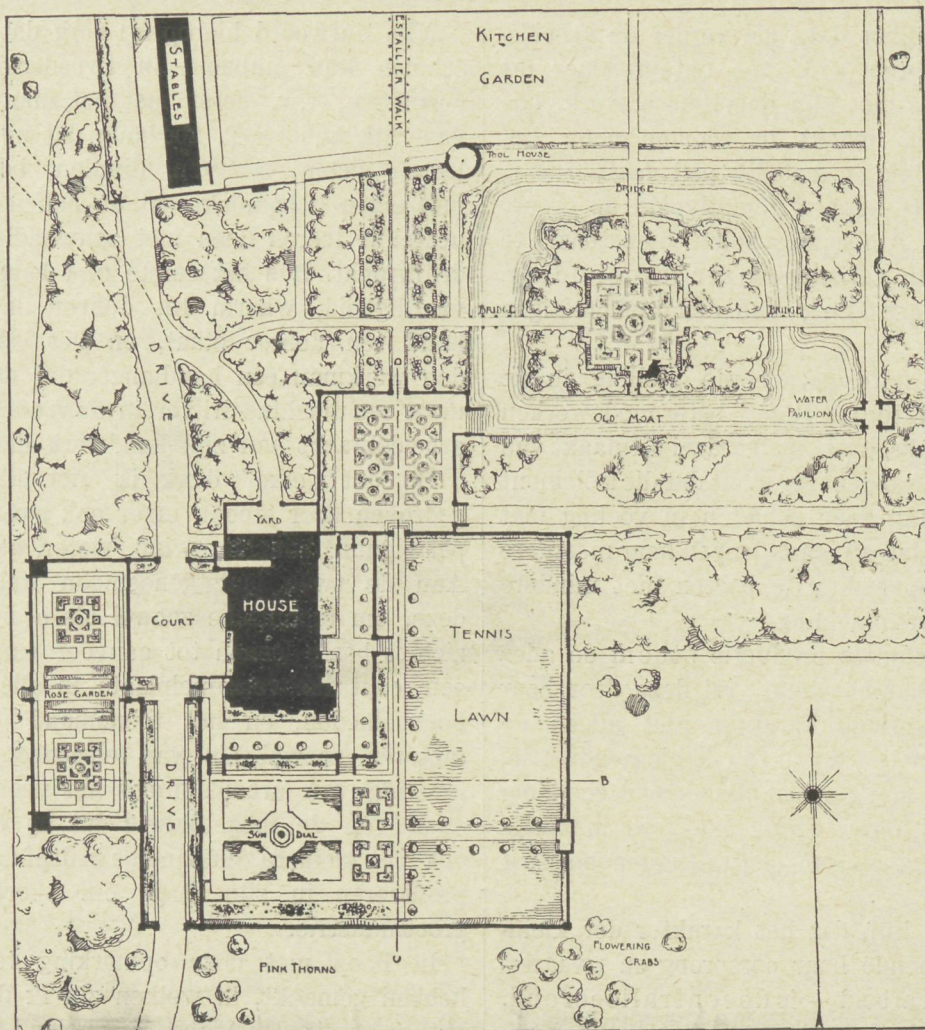 STABLES
ESPALLIER WALK
KITCHEN
GARDEN
TOOL HOUSE
BRIDGE
BRIDGE
BRIDGE
DRIVE
WATER
PAVILION
OLD MOAT
D
YARD
HOUSE
COURT
TENNIS
LAWN
ROSE GARDEN
DRIVE
B
SUN DIAL
C
FLOWERING
CRABS
PINK THORNS